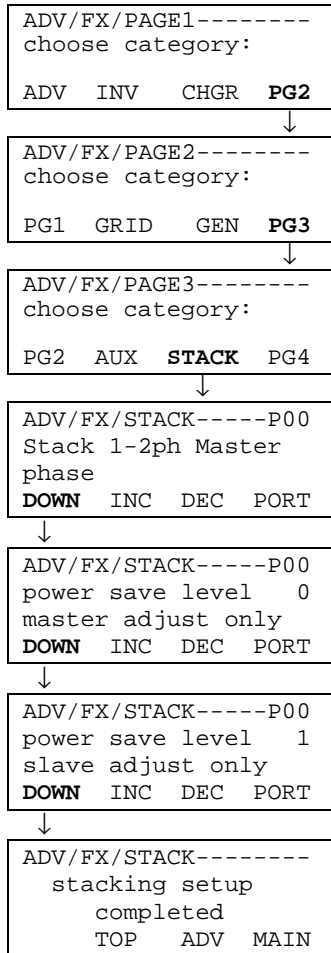 ADV/FX/PAGE1--------
choose category:
ADV INV CHGR PG2
↓
ADV/FX/PAGE2--------
choose category:
PG1 GRID GEN PG3
↓
ADV/FX/PAGE3--------
choose category:
PG2 AUX STACK PG4
↓
ADV/FX/STACK-----P00
Stack 1-2ph Master
phase
DOWN INC DEC PORT
↓
ADV/FX/STACK-----P00
power save level 0
master adjust only
DOWN INC DEC PORT
↓
ADV/FX/STACK-----P00
power save level 1
slave adjust only
DOWN INC DEC PORT
↓
ADV/FX/STACK--------
stacking setup
completed
TOP ADV MAIN